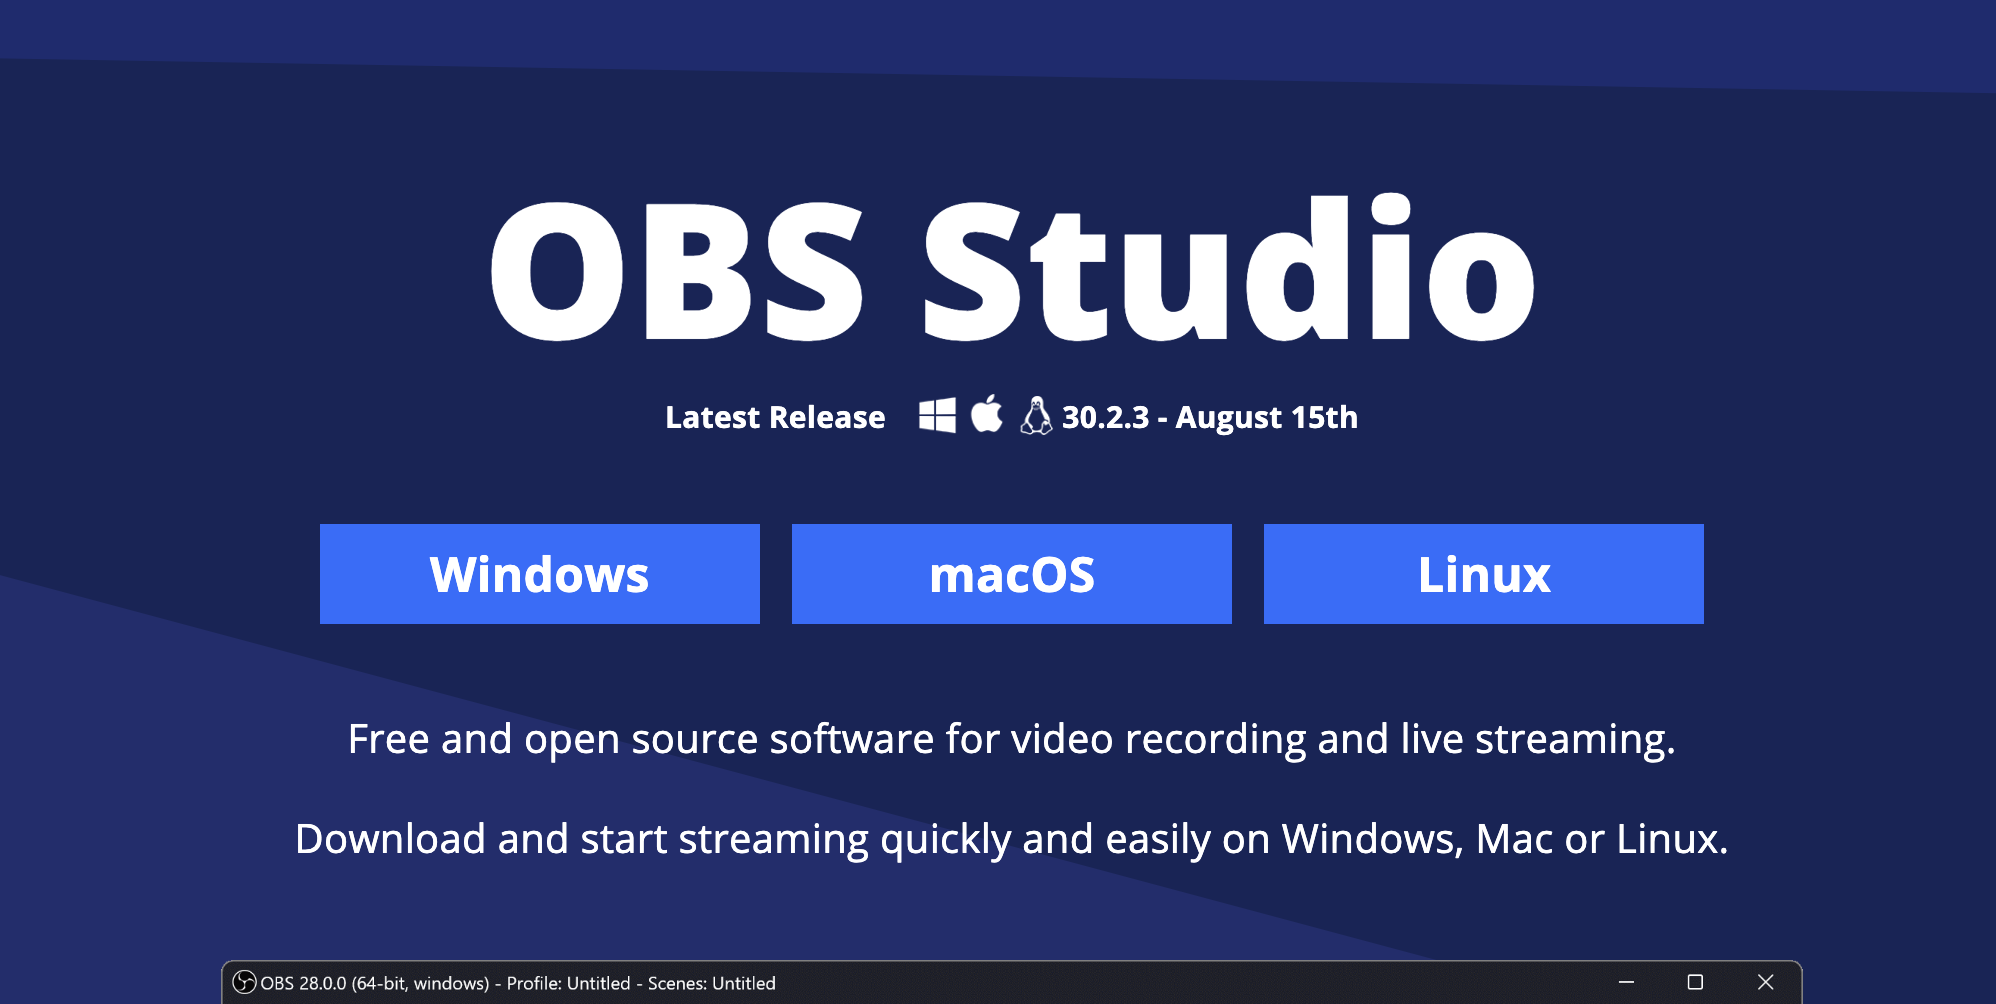 OBS Studio
Latest Release 30.2.3 - August 15th
Windows macOS Linux
Free and open source software for video recording and live streaming.
Download and start streaming quickly and easily on Windows, Mac or Linux.
OBS 28.0.0 (64-bit, windows) - Profile: Untitled - Scenes: Untitled